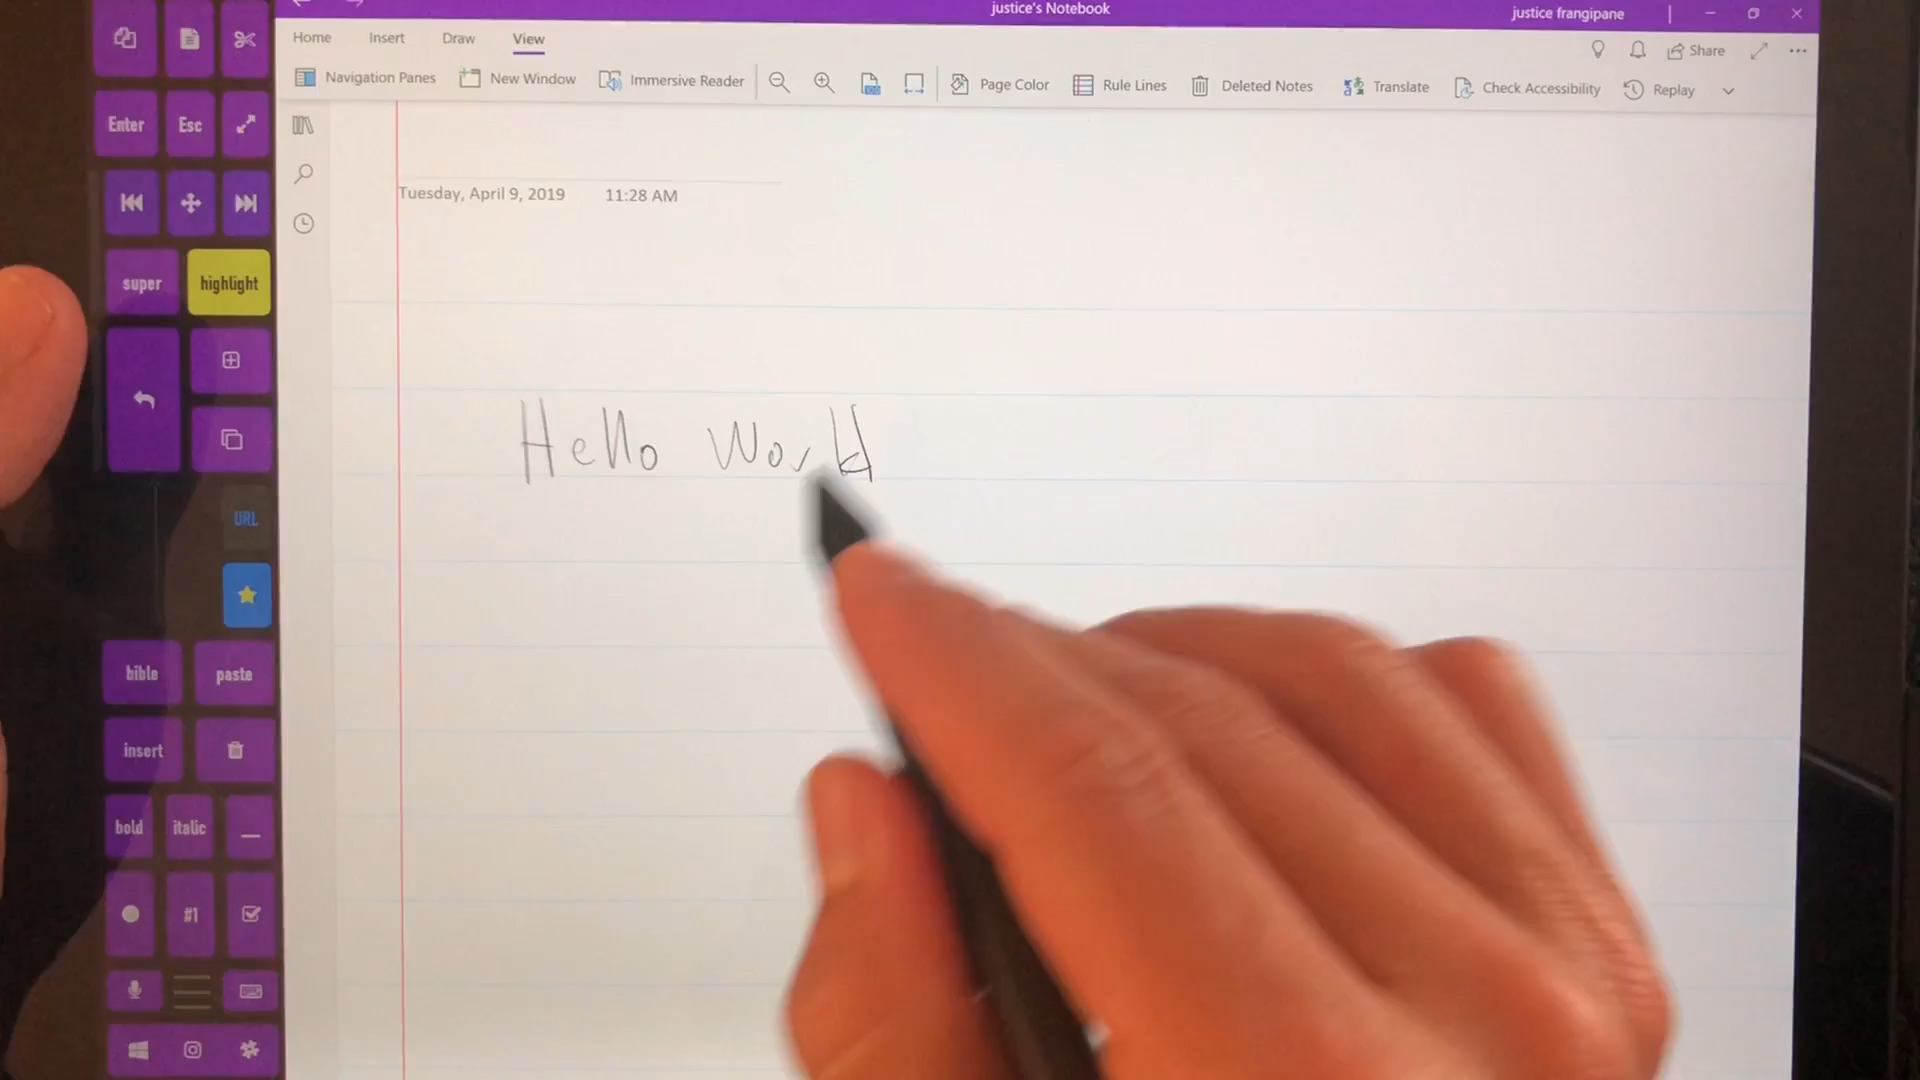 justice's Notebook
justice frangipane
Home Insert Draw View
Share
Navigation Panes New Window Immersive Reader Page Color Rule Lines Deleted Notes Translate Check Accessibility Replay
Enter Esc
Tuesday, April 9, 2019 11:28 AM
super highlight
Hello World
URL
bible paste
insert
bold italic
#1